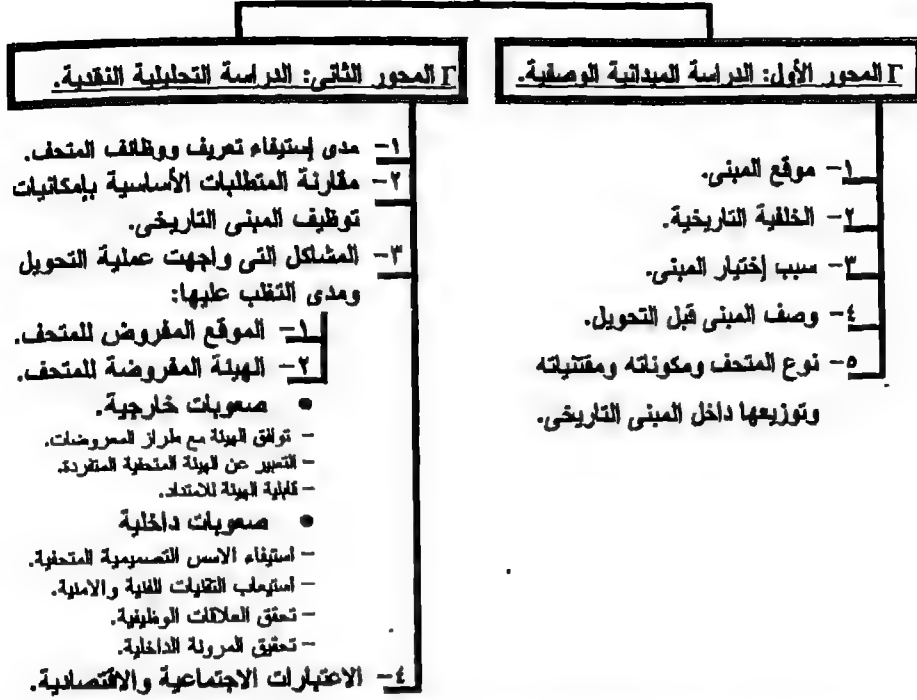 Γ المحور الأول: الدراسة الميدانية الوصفية.
١- موقع المبنى.
٢- الخلفية التاريخية.
٣- سبب إختيار المبنى.
٤- وصف المبنى قبل التحويل.
٥- نوع المتحف ومكوناته ومقتنياته
وتوزيعها داخل المبنى التاريخى.
Γ المحور الثانى: الدراسة التحليلية النقدية.
١- مدى إستيفاء تعريف ووظائف المتحف.
٢- مقارنة المتطلبات الأساسية بإمكانيات
توظيف المبنى التاريخى.
٣- المشاكل التى واجهت عملية التحويل
ومدى التغلب عليها:
١- الموقع المفروض للمتحف.
٢- الهيئة المفروضة للمتحف.
• صعوبات خارجية.
- توافق الهيئة مع طراز المعروضات.
- التعبير عن الهيئة المتحفية المتفردة.
- قابلية الهيئة للامتداد.
• صعوبات داخلية
- استيفاء الاسس التصميمية المتحفية.
- استيعاب التقنيات الفنية والامنية.
- تحقق العلاقات الوظيفية.
- تحقيق المرونة الداخلية.
٤- الاعتبارات الاجتماعية والاقتصادية.